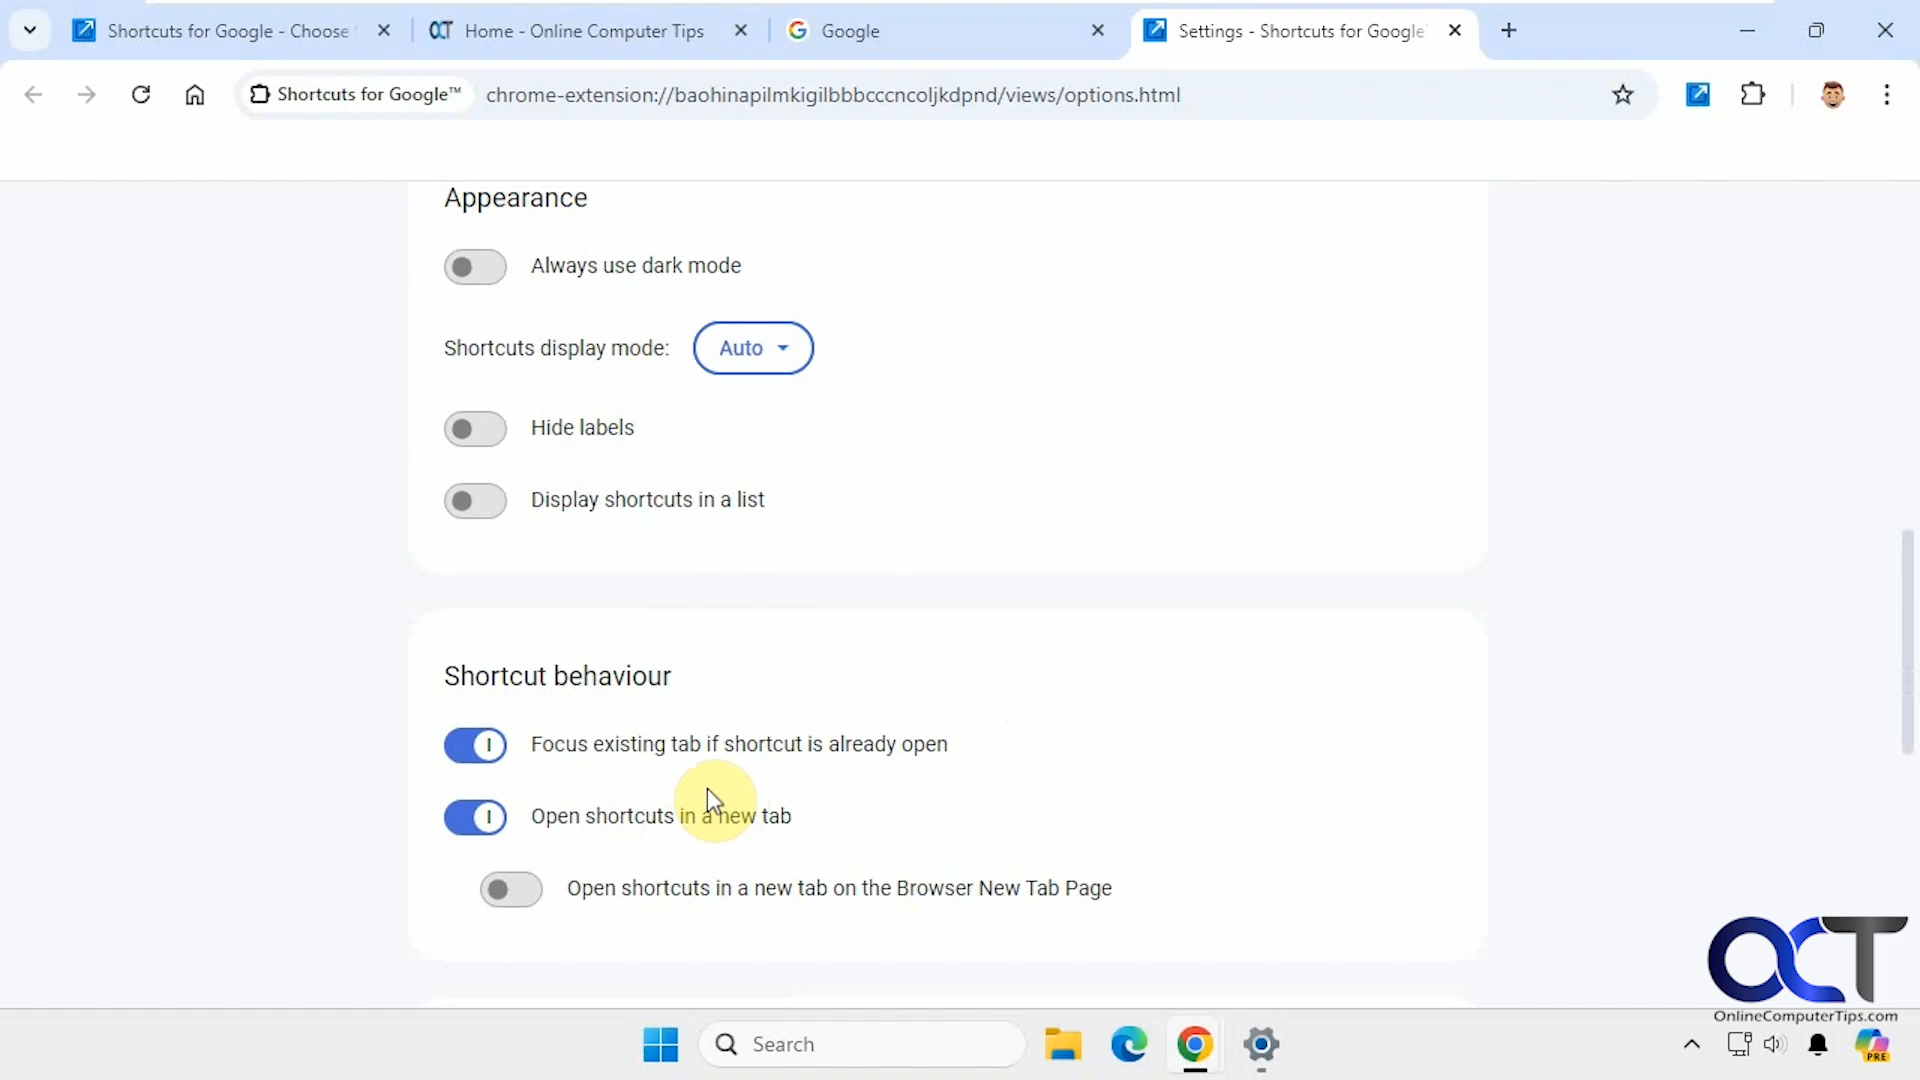 Shortcuts for Google - Choose
Home - Online Computer Tips
Google
Settings - Shortcuts for Google
Shortcuts for Google™
chrome-extension://baohinapilmkigilbbbcccncoljkdpnd/views/options.html
Appearance
Always use dark mode
Shortcuts display mode:
Auto
Hide labels
Display shortcuts in a list
Shortcut behaviour
Focus existing tab if shortcut is already open
Open shortcuts in a new tab
Open shortcuts in a new tab on the Browser New Tab Page
OCT
OnlineComputerTips.com
Search
PRE